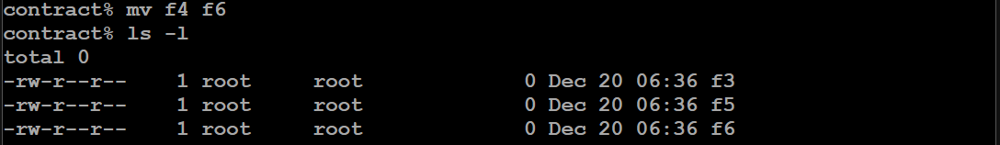 contract% mv f4 f6
contract% ls -l
total 0
-rw-r--r--    1 root     root             0 Dec 20 06:36 f3
-rw-r--r--    1 root     root             0 Dec 20 06:36 f5
-rw-r--r--    1 root     root             0 Dec 20 06:36 f6